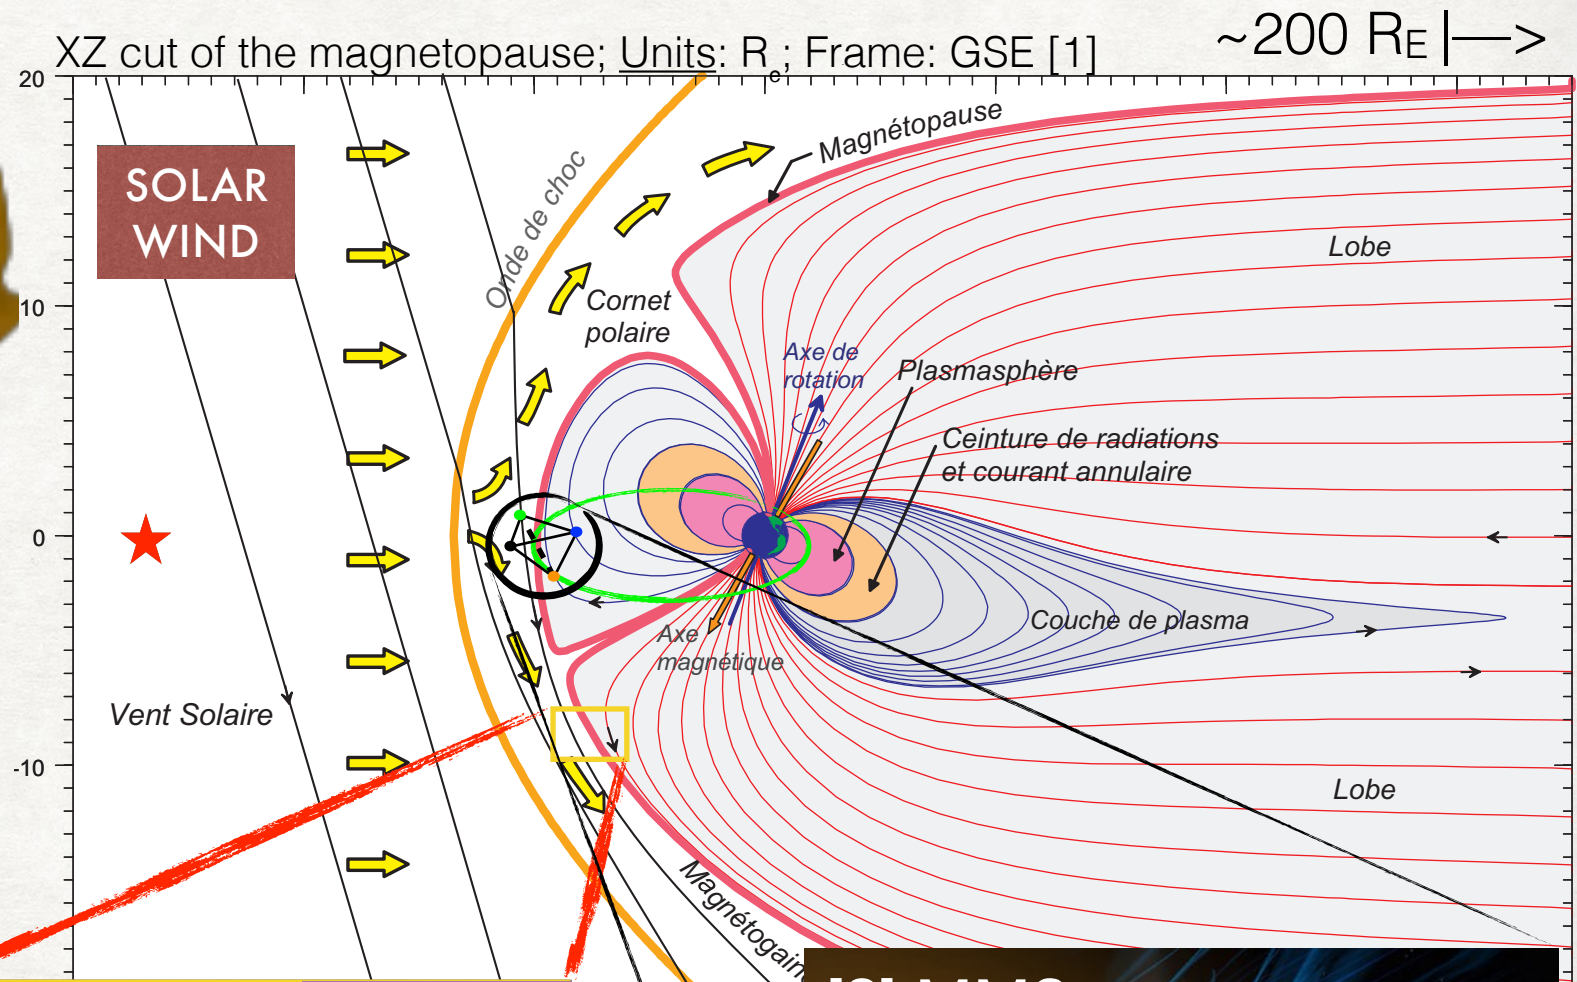 XZ cut of the magnetopause; Units: Re; Frame: GSE [1]
~200 RE |—>
20
10
0
-10
SOLAR
WIND
Onde de choc
Magnétopause
Cornet
polaire
Lobe
Axe de
rotation
Plasmasphère
Ceinture de radiations
et courant annulaire
Couche de plasma
Axe
magnétique
Vent Solaire
Lobe